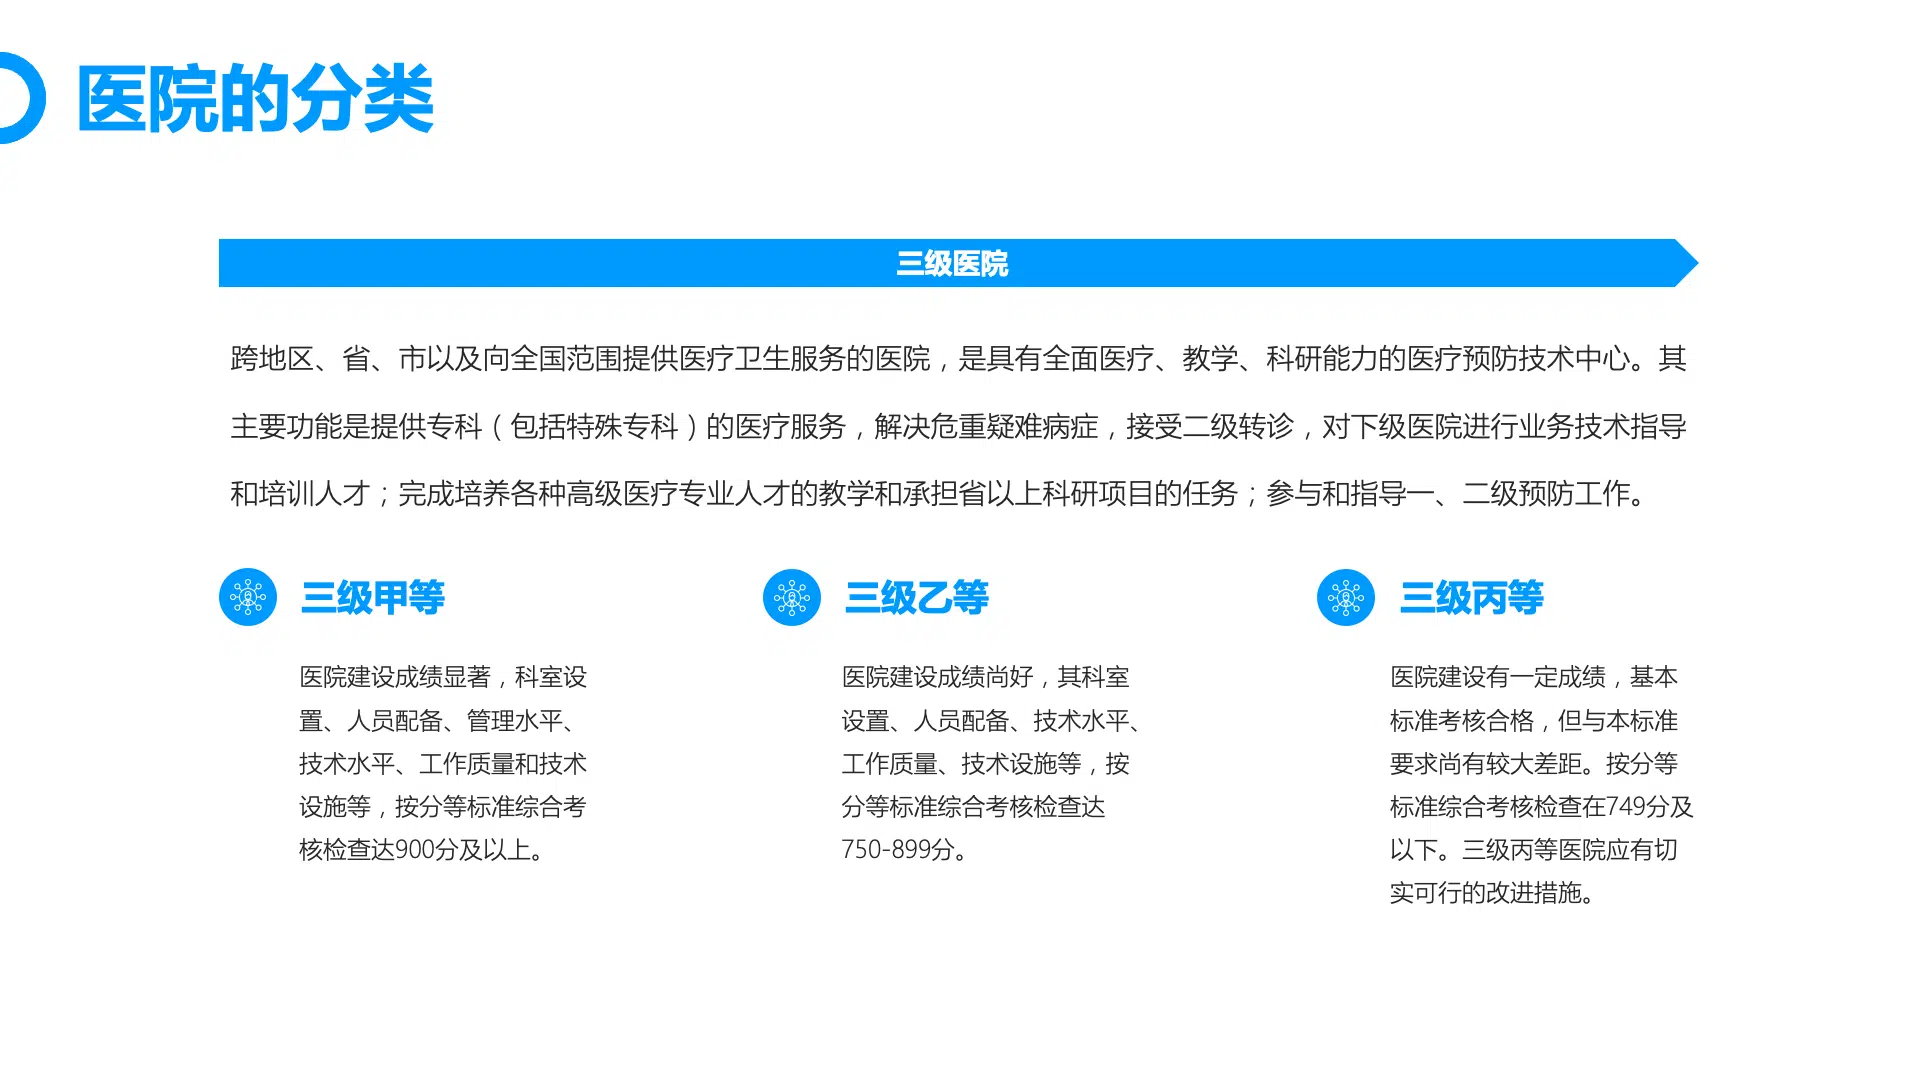 医院的分类
三级医院
跨地区、省、市以及向全国范围提供医疗卫生服务的医院，是具有全面医疗、教学、科研能力的医疗预防技术中心。其
主要功能是提供专科（包括特殊专科）的医疗服务，解决危重疑难病症，接受二级转诊，对下级医院进行业务技术指导
和培训人才；完成培养各种高级医疗专业人才的教学和承担省以上科研项目的任务；参与和指导一、二级预防工作。
三级甲等
医院建设成绩显著，科室设
置、人员配备、管理水平、
技术水平、工作质量和技术
设施等，按分等标准综合考
核检查达900分及以上。
三级乙等
医院建设成绩尚好，其科室
设置、人员配备、技术水平、
工作质量、技术设施等，按
分等标准综合考核检查达
750-899分。
三级丙等
医院建设有一定成绩，基本
标准考核合格，但与本标准
要求尚有较大差距。按分等
标准综合考核检查在749分及
以下。三级丙等医院应有切
实可行的改进措施。